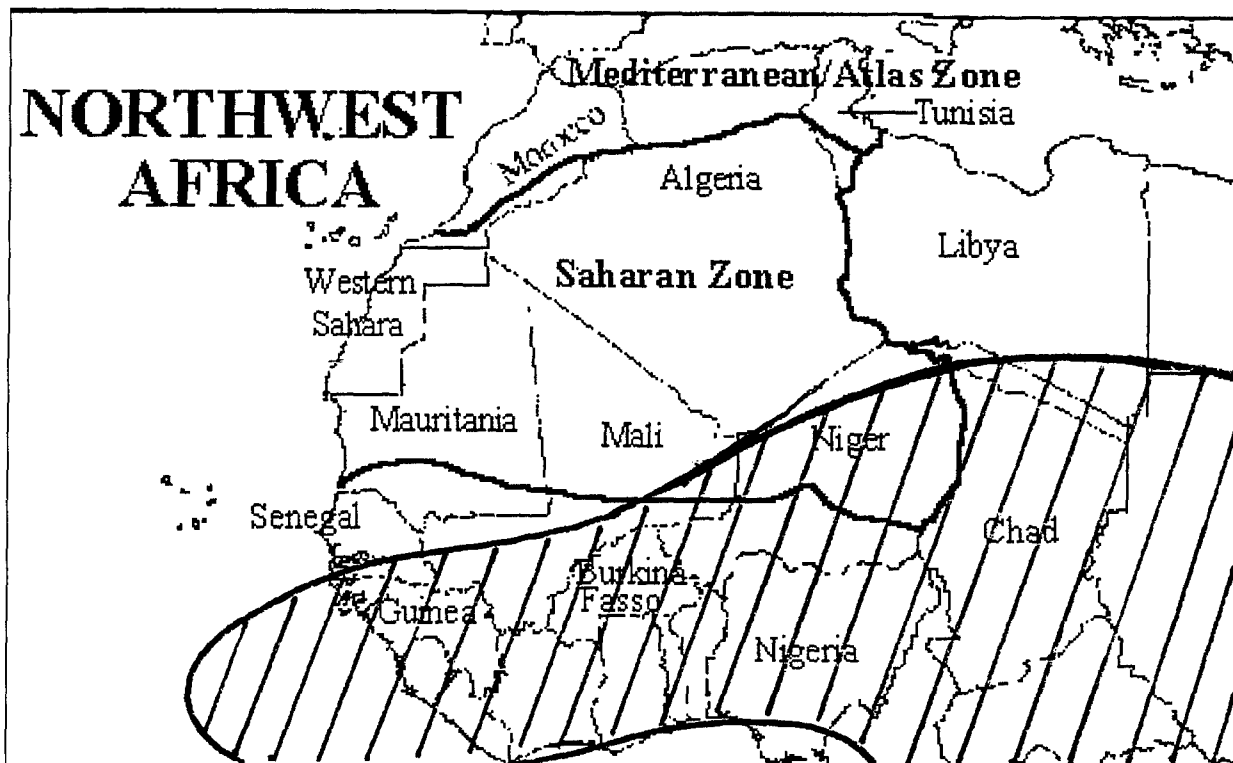 NORTHWEST
AFRICA
Mediterranean/Atlas Zone
Tunisia
Morocco
Algeria
Libya
Western
Sahara
Saharan Zone
Mauritania
Mali
Niger
Senegal
Chad
Burkina-
Fasso
Guinea
Nigeria